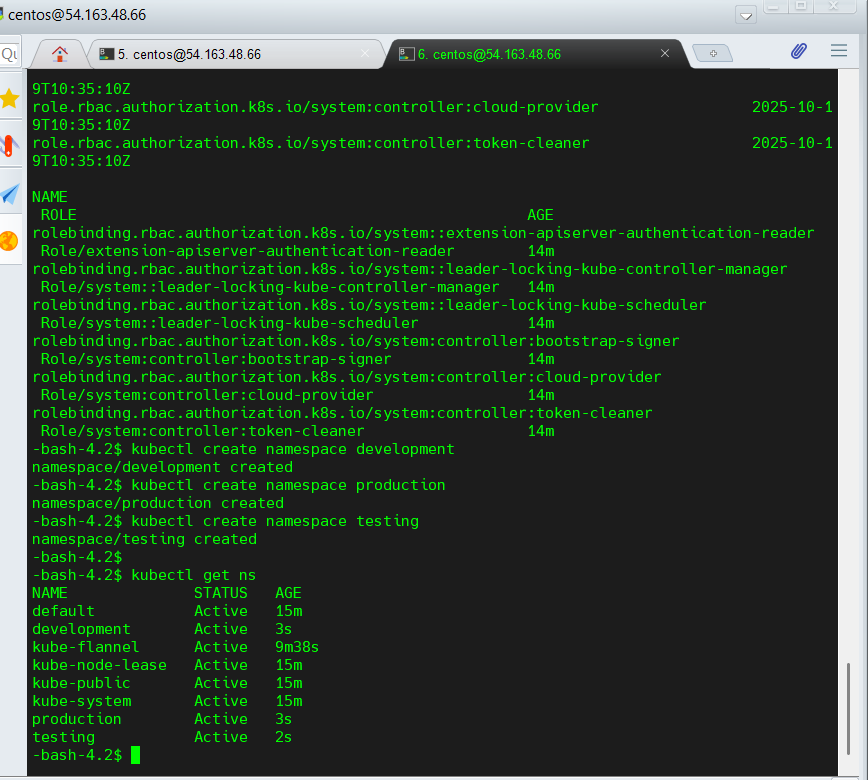 centos@54.163.48.66
Qu
5. centos@54.163.48.66
6. centos@54.163.48.66
9T10:35:10Z
role.rbac.authorization.k8s.io/system:controller:cloud-provider 2025-10-1
9T10:35:10Z
role.rbac.authorization.k8s.io/system:controller:token-cleaner 2025-10-1
9T10:35:10Z
NAME
ROLE AGE
rolebinding.rbac.authorization.k8s.io/system::extension-apiserver-authentication-reader
Role/extension-apiserver-authentication-reader 14m
rolebinding.rbac.authorization.k8s.io/system::leader-locking-kube-controller-manager
Role/system::leader-locking-kube-controller-manager 14m
rolebinding.rbac.authorization.k8s.io/system::leader-locking-kube-scheduler
Role/system::leader-locking-kube-scheduler 14m
rolebinding.rbac.authorization.k8s.io/system:controller:bootstrap-signer
Role/system:controller:bootstrap-signer 14m
rolebinding.rbac.authorization.k8s.io/system:controller:cloud-provider
Role/system:controller:cloud-provider 14m
rolebinding.rbac.authorization.k8s.io/system:controller:token-cleaner
Role/system:controller:token-cleaner 14m
-bash-4.2$ kubectl create namespace development
namespace/development created
-bash-4.2$ kubectl create namespace production
namespace/production created
-bash-4.2$ kubectl create namespace testing
namespace/testing created
-bash-4.2$
-bash-4.2$ kubectl get ns
NAME STATUS AGE
default Active 15m
development Active 3s
kube-flannel Active 9m38s
kube-node-lease Active 15m
kube-public Active 15m
kube-system Active 15m
production Active 3s
testing Active 2s
-bash-4.2$